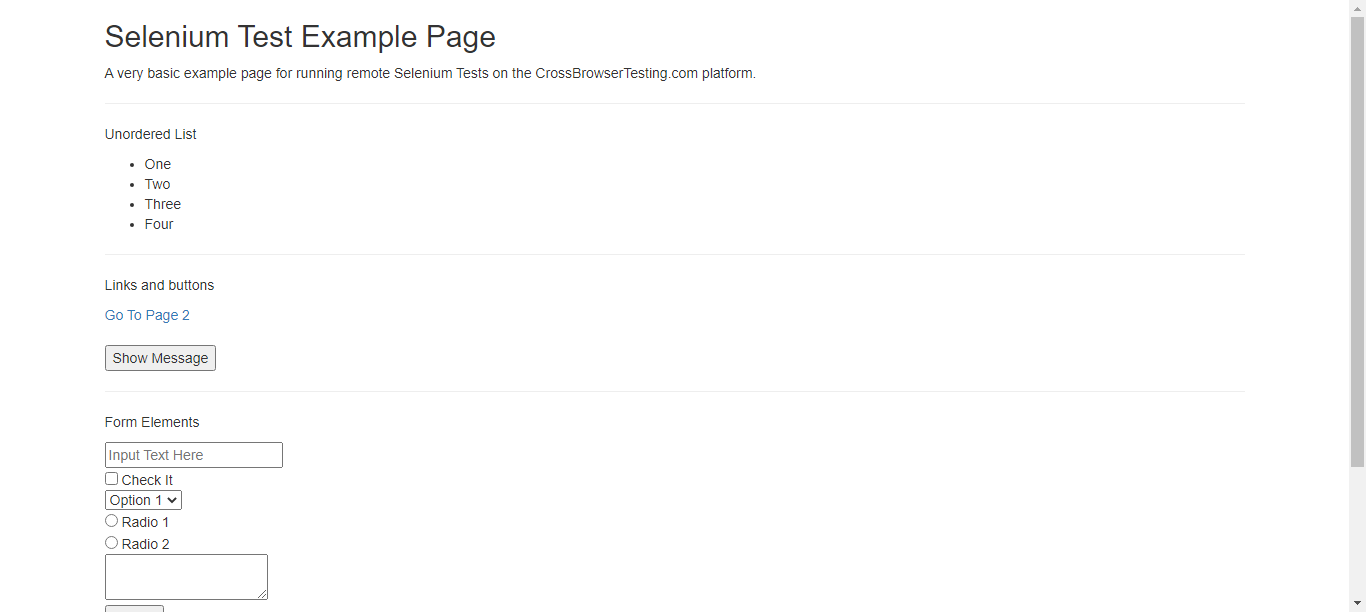 Selenium Test Example Page
A very basic example page for running remote Selenium Tests on the CrossBrowserTesting.com platform.
Unordered List
One
Two
Three
Four
Links and buttons
Go To Page 2
Show Message
Form Elements
Input Text Here
Check It
Option 1
Radio 1
Radio 2